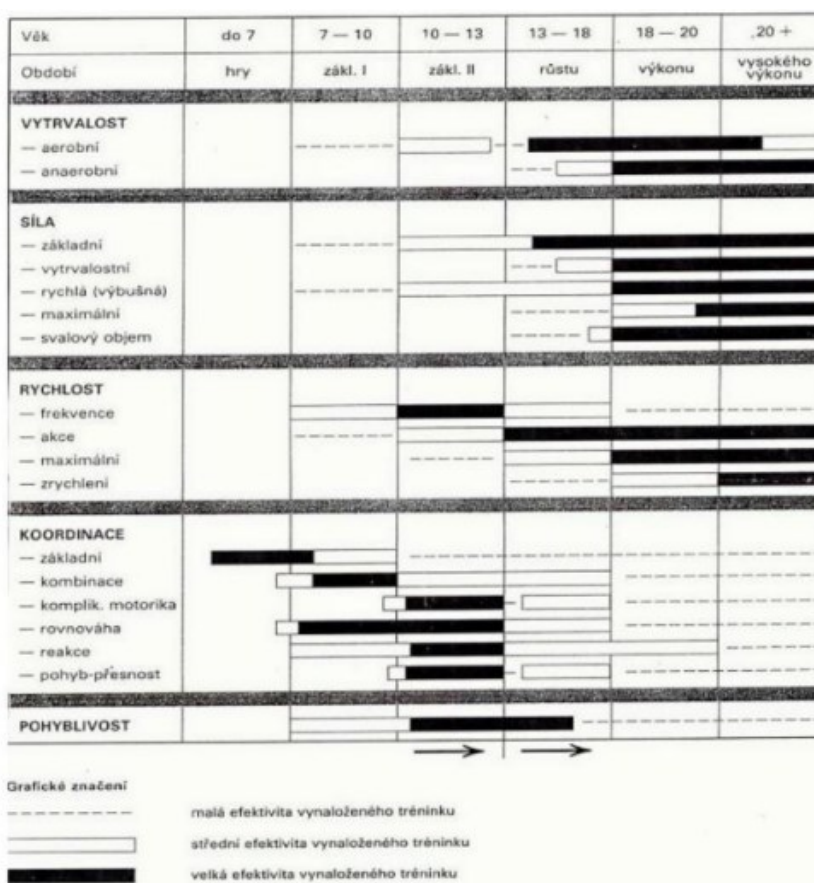 Věk do 7 7 — 10 10 — 13 13 — 18 18 — 20 20 +
Období hry zákl. I zákl. II růstu výkonu vysokého výkonu
VYTRVALOST
— aerobní
— anaerobní
SÍLA
— základní
— vytrvalostní
— rychlá (výbušná)
— maximální
— svalový objem
RYCHLOST
— frekvence
— akce
— maximální
— zrychlení
KOORDINACE
— základní
— kombinace
— komplik. motorika
— rovnováha
— reakce
— pohyb-přesnost
POHYBLIVOST
Grafické značení
malá efektivita vynaloženého tréninku
střední efektivita vynaloženého tréninku
velká efektivita vynaloženého tréninku